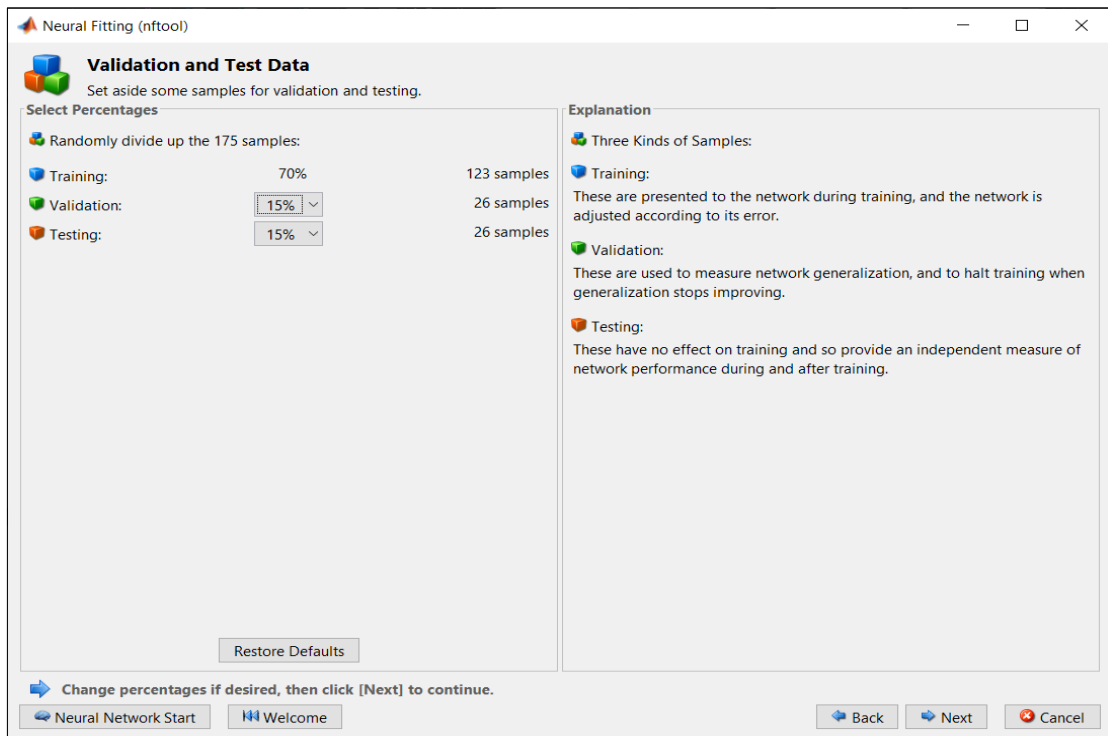 Neural Fitting (nftool)
Validation and Test Data
Set aside some samples for validation and testing.
Select Percentages
Randomly divide up the 175 samples:
Training: 70% 123 samples
Validation: 15% 26 samples
Testing: 15% 26 samples
Restore Defaults
Explanation
Three Kinds of Samples:
Training:
These are presented to the network during training, and the network is
adjusted according to its error.
Validation:
These are used to measure network generalization, and to halt training when
generalization stops improving.
Testing:
These have no effect on training and so provide an independent measure of
network performance during and after training.
Change percentages if desired, then click [Next] to continue.
Neural Network Start Welcome Back Next Cancel